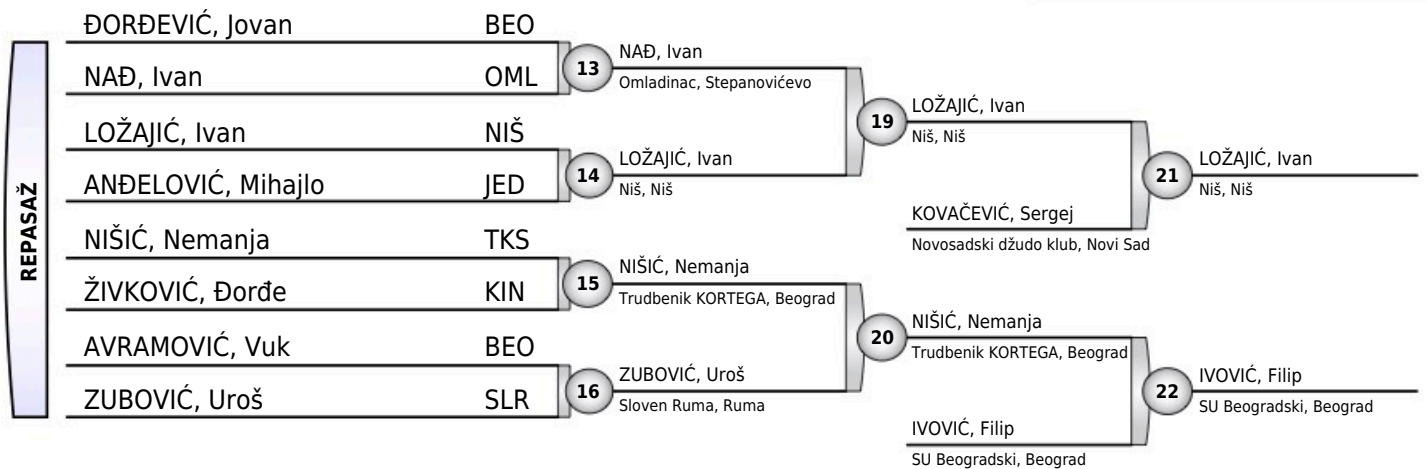 REPASAŽ
ĐORĐEVIĆ, Jovan BEO
NAĐ, Ivan OML
LOŽAJIĆ, Ivan NIŠ
ANĐELOVIĆ, Mihajlo JED
NIŠIĆ, Nemanja TKS
ŽIVKOVIĆ, Đorđe KIN
AVRAMOVIĆ, Vuk BEO
ZUBOVIĆ, Uroš SLR
13
NAĐ, Ivan
Omladinac, Stepanovićevo
14
LOŽAJIĆ, Ivan
Niš, Niš
15
NIŠIĆ, Nemanja
Trudbenik KORTEGA, Beograd
16
ZUBOVIĆ, Uroš
Sloven Ruma, Ruma
19
LOŽAJIĆ, Ivan
Niš, Niš
KOVAČEVIĆ, Sergej
Novosadski džudo klub, Novi Sad
20
NIŠIĆ, Nemanja
Trudbenik KORTEGA, Beograd
IVOVIĆ, Filip
SU Beogradski, Beograd
21
LOŽAJIĆ, Ivan
Niš, Niš
22
IVOVIĆ, Filip
SU Beogradski, Beograd